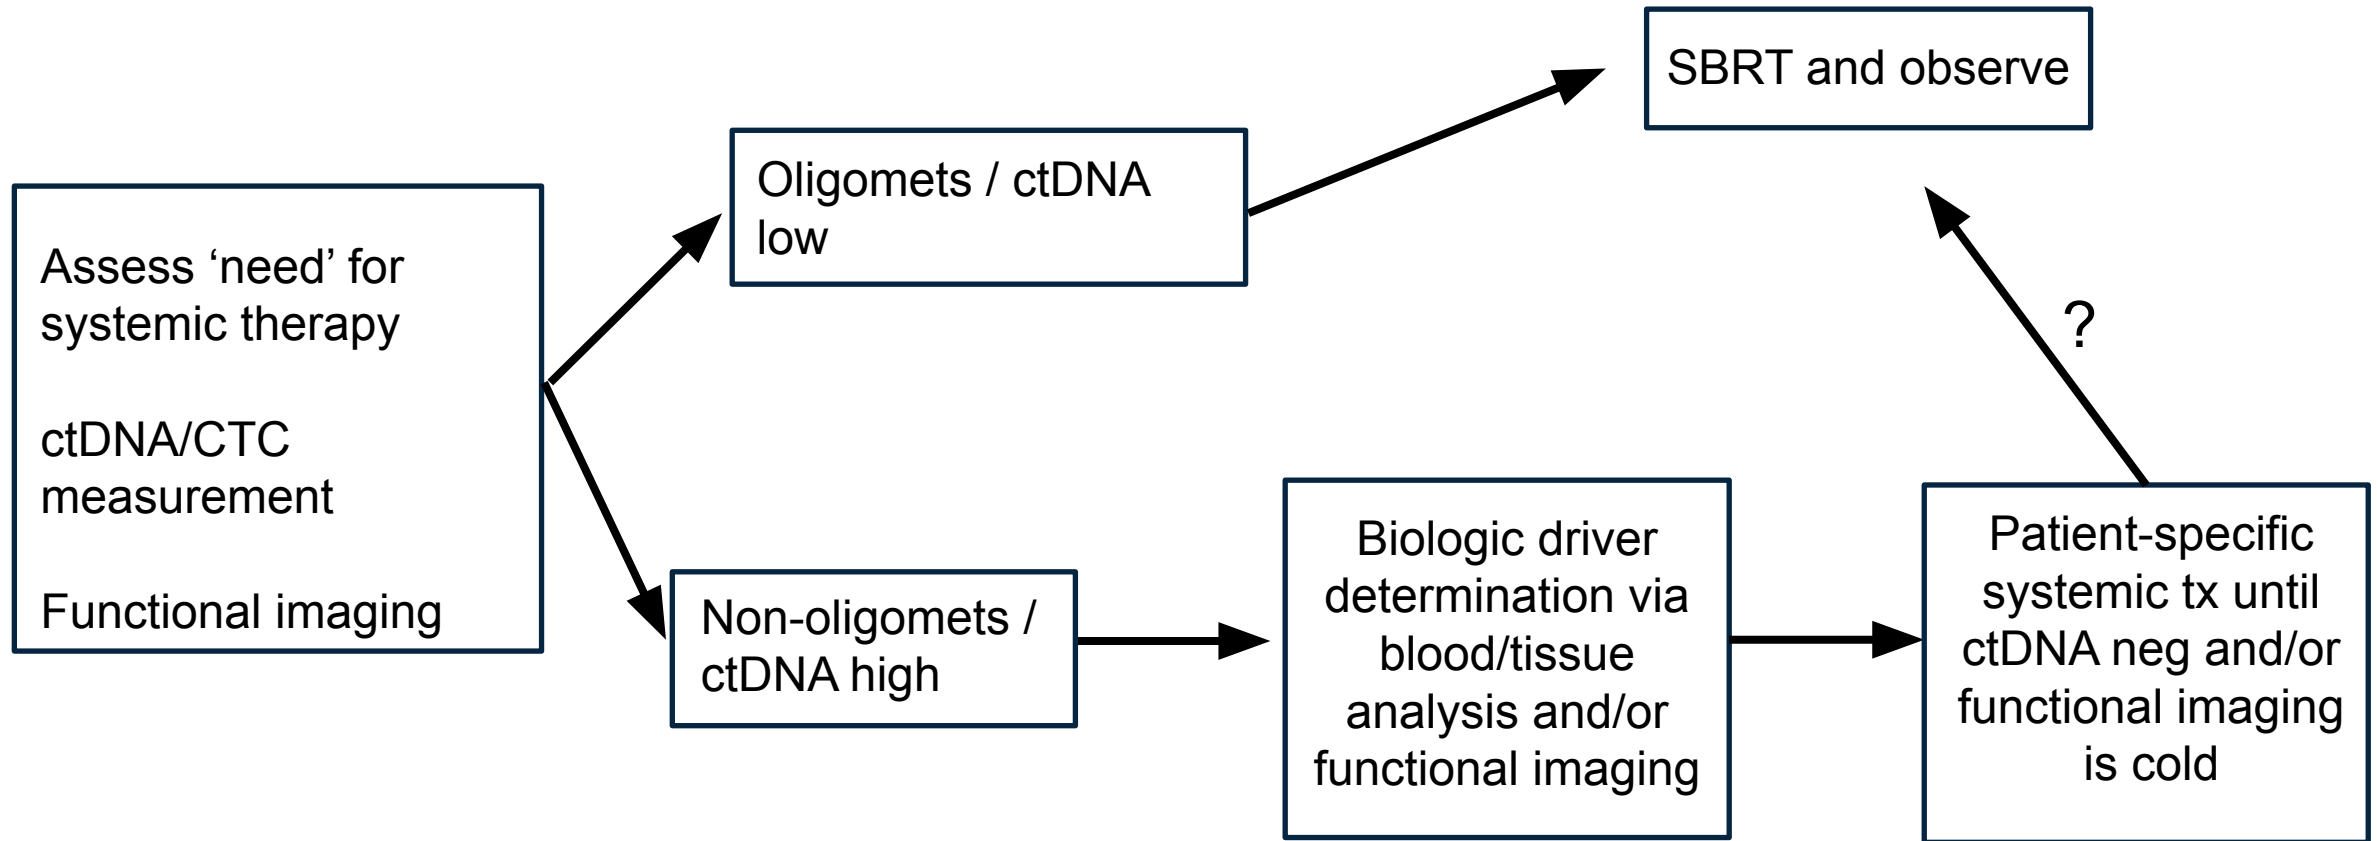 Assess ‘need’ for
systemic therapy
ctDNA/CTC
measurement
Functional imaging
Oligomets / ctDNA
low
SBRT and observe
Non-oligomets /
ctDNA high
Biologic driver
determination via
blood/tissue
analysis and/or
functional imaging
Patient-specific
systemic tx until
ctDNA neg and/or
functional imaging
is cold
?